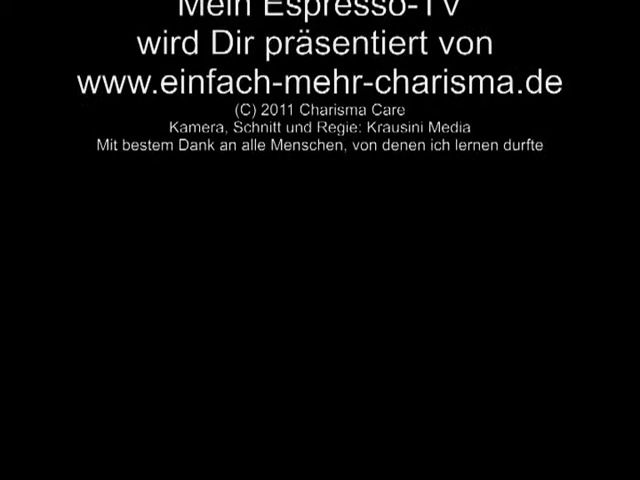 Mein Espresso-TV
wird Dir präsentiert von
www.einfach-mehr-charisma.de
(C) 2011 Charisma Care
Kamera, Schnitt und Regie: Krausini Media
Mit bestem Dank an alle Menschen, von denen ich lernen durfte